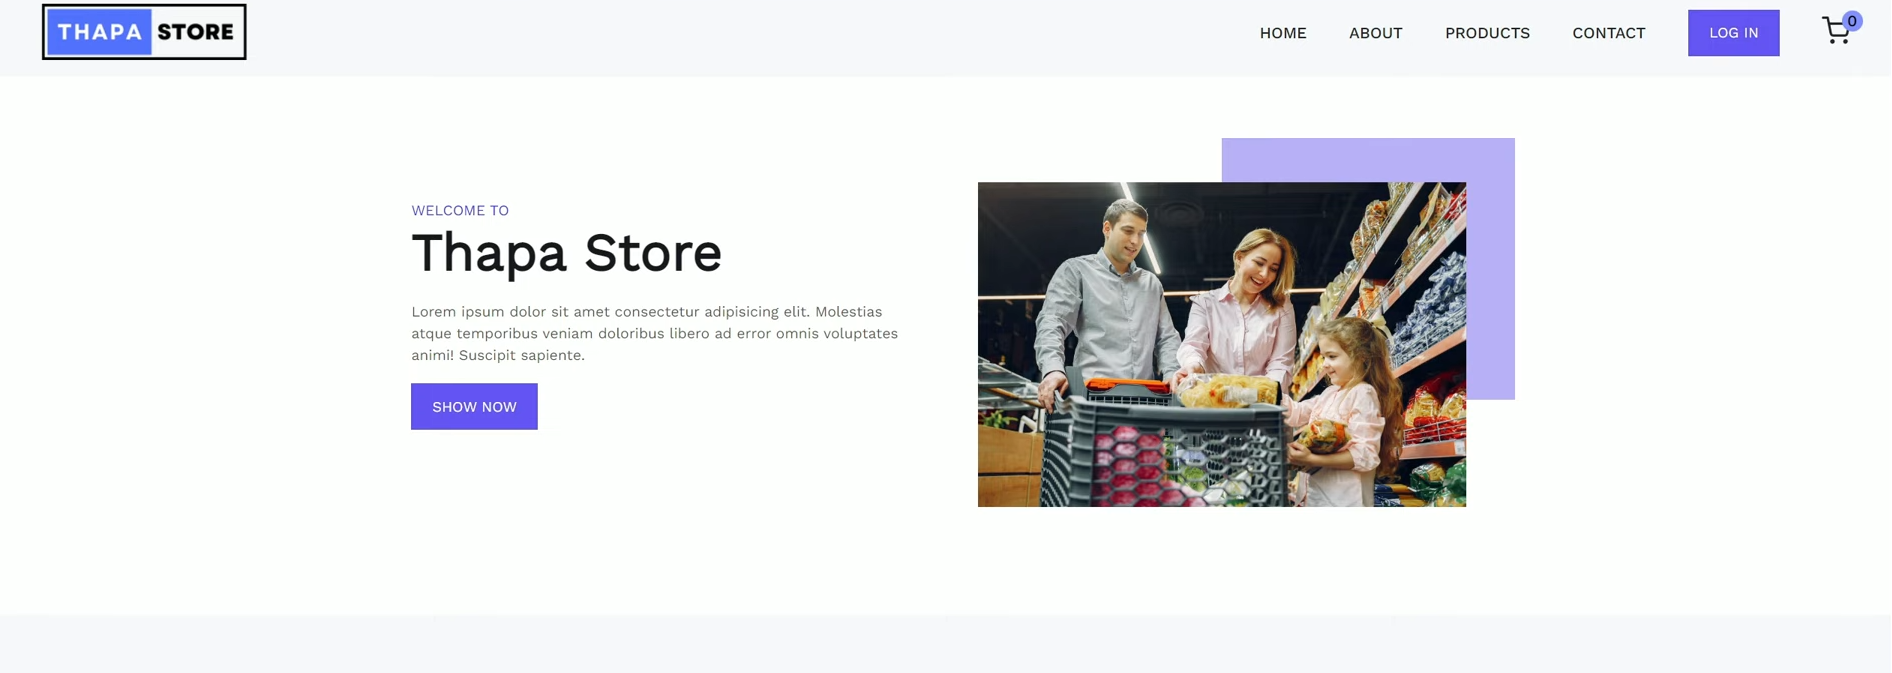 THAPA STORE
HOME ABOUT PRODUCTS CONTACT LOG IN 0
WELCOME TO
Thapa Store
Lorem ipsum dolor sit amet consectetur adipisicing elit. Molestias
atque temporibus veniam doloribus libero ad error omnis voluptates
animi! Suscipit sapiente.
SHOW NOW